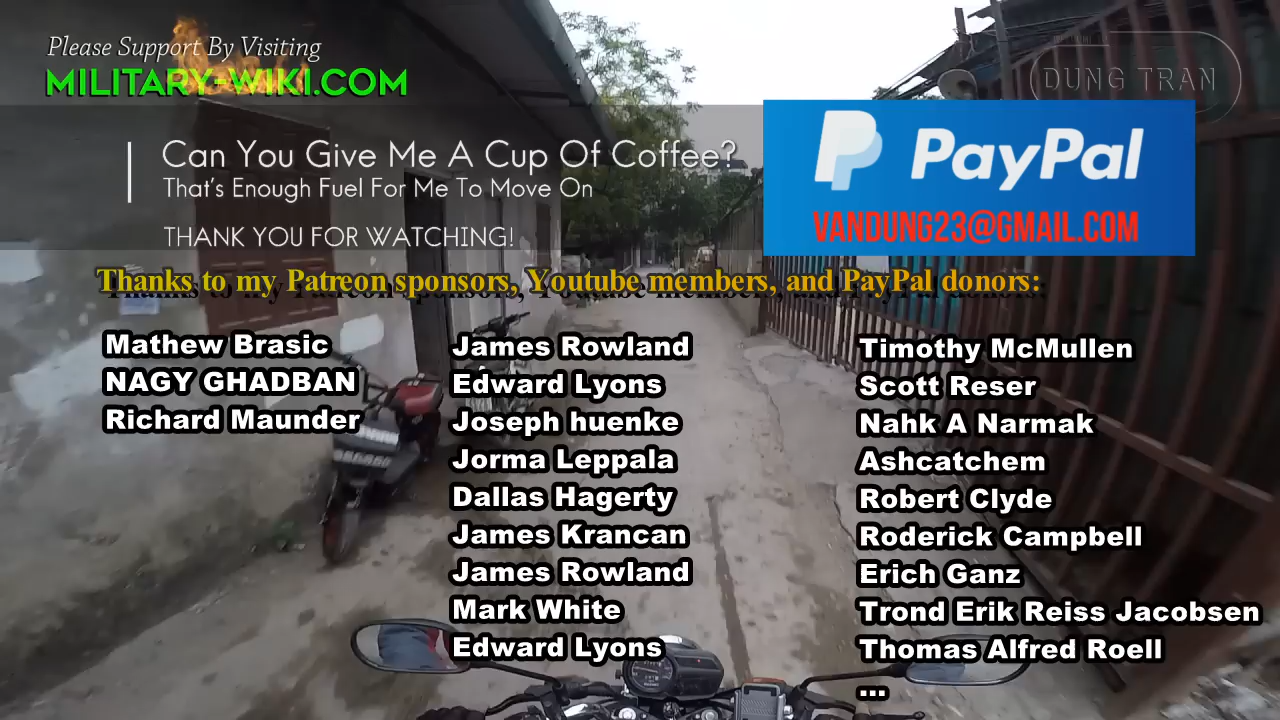 Please Support By Visiting
MILITARY-WIKI.COM
DUNG TRAN
Can You Give Me A Cup Of Coffee?
That's Enough Fuel For Me To Move On
THANK YOU FOR WATCHING!
PayPal
VANDUNG23@GMAIL.COM
Thanks to my Patreon sponsors, Youtube members, and PayPal donors:
Mathew Brasic
NAGY GHADBAN
Richard Maunder
James Rowland
Edward Lyons
Joseph huenke
Jorma Leppala
Dallas Hagerty
James Krancan
James Rowland
Mark White
Edward Lyons
Timothy McMullen
Scott Reser
Nahk A Narmak
Ashcatchem
Robert Clyde
Roderick Campbell
Erich Ganz
Trond Erik Reiss Jacobsen
Thomas Alfred Roell
...